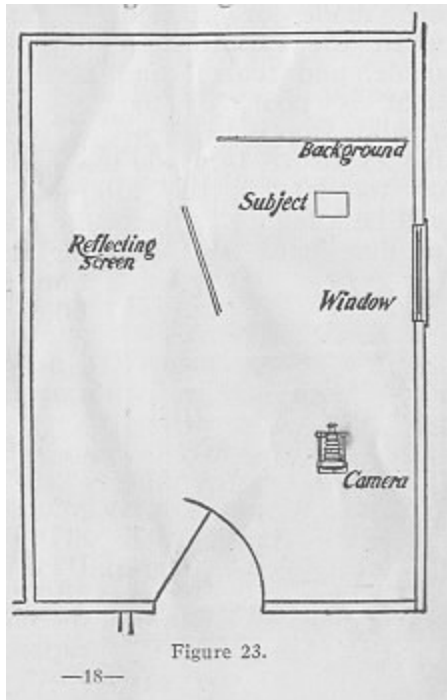 Background
Subject
Reflecting
Screen
Window
Camera
Figure 23.
—18—